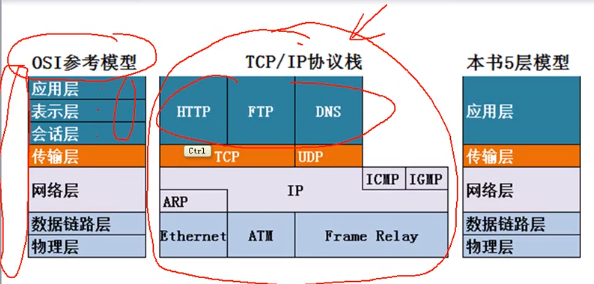 OSI参考模型
应用层
表示层
会话层
传输层
网络层
数据链路层
物理层
TCP/IP协议栈
HTTP FTP DNS
Ctrl
TCP UDP
ICMP IGMP
IP
ARP
Ethernet ATM Frame Relay
本书5层模型
应用层
传输层
网络层
数据链路层
物理层